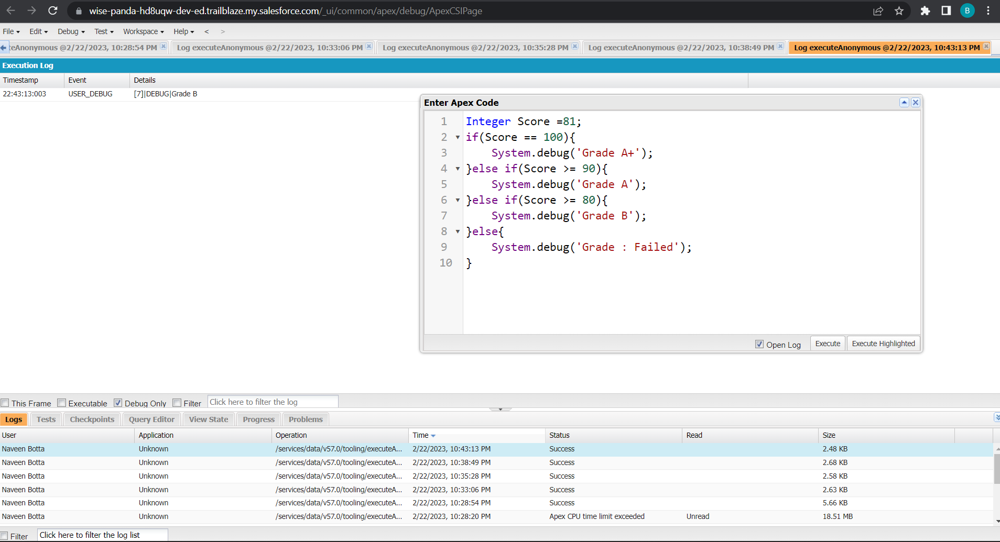 wise-panda-hd8uqw-dev-ed.trailblaze.my.salesforce.com/_ui/common/apex/debug/ApexCSIPage
B
File Edit Debug Test Workspace Help < >
teAnonymous @2/22/2023, 10:28:54 PM Log executeAnonymous @2/22/2023, 10:33:06 PM Log executeAnonymous @2/22/2023, 10:35:28 PM Log executeAnonymous @2/22/2023, 10:38:49 PM Log executeAnonymous @2/22/2023, 10:43:13 PM
Execution Log
Timestamp Event Details
22:43:13:003 USER_DEBUG [7]|DEBUG|Grade B
Enter Apex Code
1 Integer Score =81;
2 if(Score == 100){
3 System.debug('Grade A+');
4 }else if(Score >= 90){
5 System.debug('Grade A');
6 }else if(Score >= 80){
7 System.debug('Grade B');
8 }else{
9 System.debug('Grade : Failed');
10 }
Open Log Execute Execute Highlighted
This Frame Executable Debug Only Filter Click here to filter the log
Logs Tests Checkpoints Query Editor View State Progress Problems
User Application Operation Time Status Read Size
Naveen Botta Unknown /services/data/v57.0/tooling/executeA... 2/22/2023, 10:43:13 PM Success 2.48 KB
Naveen Botta Unknown /services/data/v57.0/tooling/executeA... 2/22/2023, 10:38:49 PM Success 2.68 KB
Naveen Botta Unknown /services/data/v57.0/tooling/executeA... 2/22/2023, 10:35:28 PM Success 2.58 KB
Naveen Botta Unknown /services/data/v57.0/tooling/executeA... 2/22/2023, 10:33:06 PM Success 2.63 KB
Naveen Botta Unknown /services/data/v57.0/tooling/executeA... 2/22/2023, 10:28:54 PM Success 5.66 KB
Naveen Botta Unknown /services/data/v57.0/tooling/executeA... 2/22/2023, 10:28:20 PM Apex CPU time limit exceeded Unread 18.51 MB
Filter Click here to filter the log list